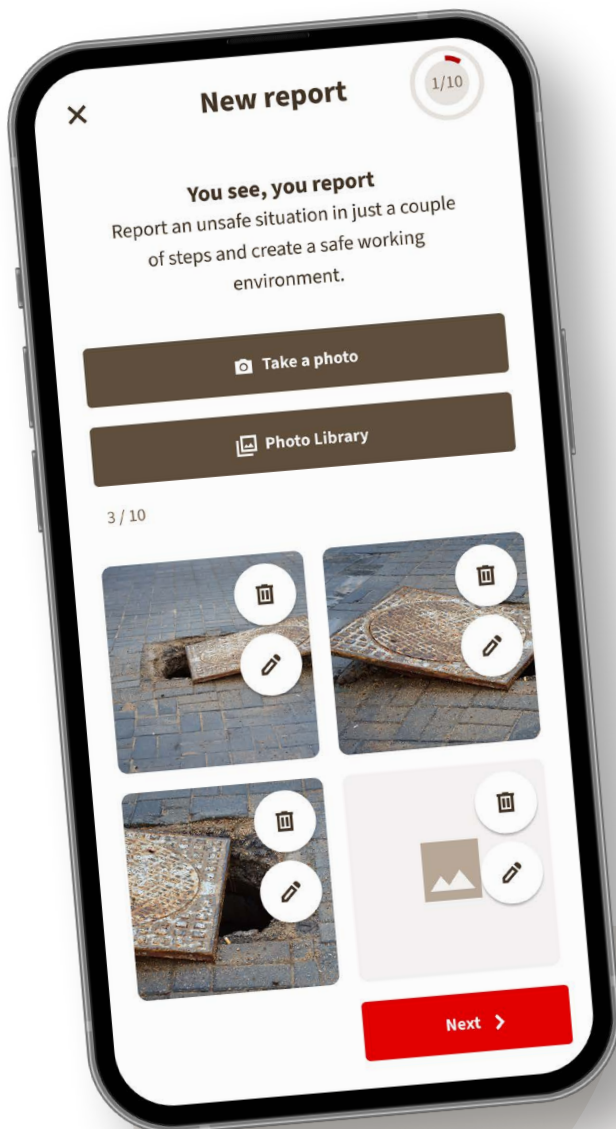 New report
1/10
You see, you report
Report an unsafe situation in just a couple
of steps and create a safe working
environment.
Take a photo
Photo Library
3 / 10
Next